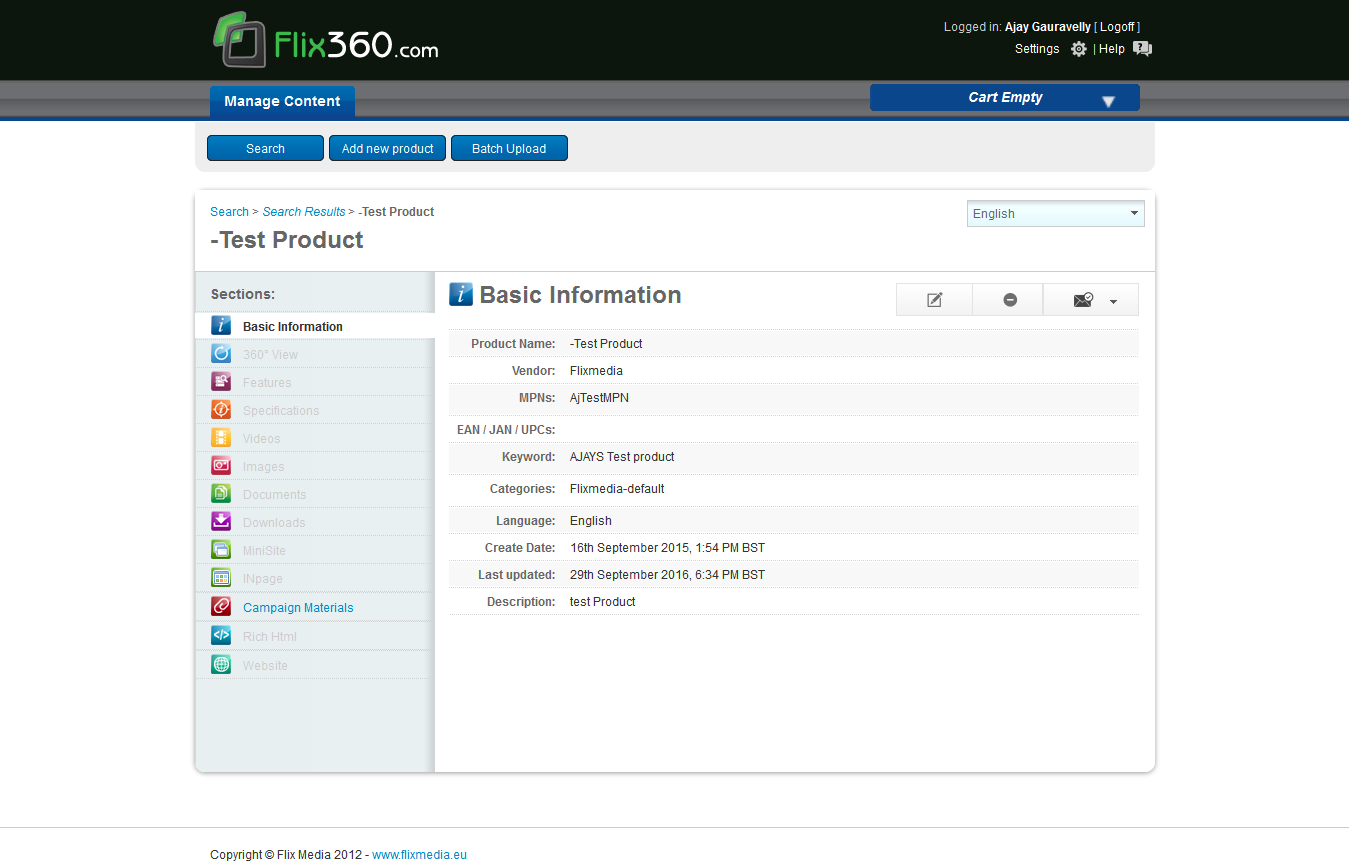 Flix360.com
Logged in: Ajay Gauravelly [ Logoff ]
Settings | Help
Manage Content
Cart Empty
Search
Add new product
Batch Upload
Search > Search Results > -Test Product
English
-Test Product
Sections:
Basic Information
360° View
Features
Specifications
Videos
Images
Documents
Downloads
MiniSite
INpage
Campaign Materials
Rich Html
Website
Basic Information
Product Name: -Test Product
Vendor: Flixmedia
MPNs: AjTestMPN
EAN / JAN / UPCs:
Keyword: AJAYS Test product
Categories: Flixmedia-default
Language: English
Create Date: 16th September 2015, 1:54 PM BST
Last updated: 29th September 2016, 6:34 PM BST
Description: test Product
Copyright © Flix Media 2012 - www.flixmedia.eu